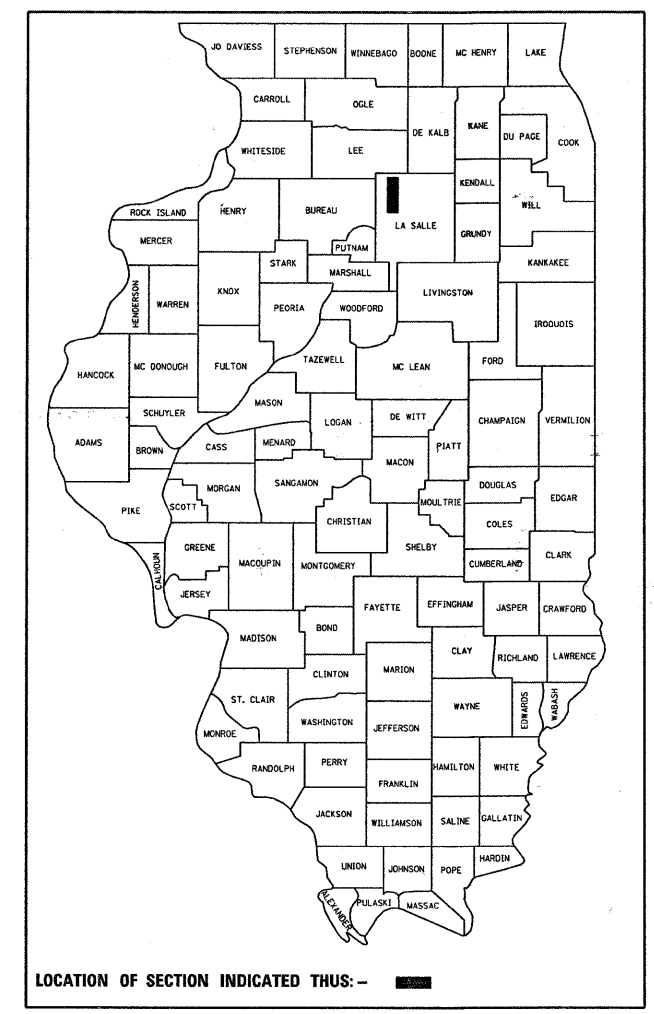 JO DAVIESS STEPHENSON WINNEBAGO BOONE MC HENRY LAKE
CARROLL OGLE DE KALB KANE DU PAGE COOK
WHITESIDE LEE
KENDALL
ROCK ISLAND HENRY BUREAU LA SALLE GRUNDY WILL
MERCER PUTNAM
STARK MARSHALL KANKAKEE
HENDERSON WARREN KNOX PEORIA WOODFORD LIVINGSTON
IROQUOIS
HANCOCK MC DONOUGH FULTON TAZEWELL MC LEAN FORD
SCHUYLER MASON LOGAN DE WITT CHAMPAIGN VERMILION
ADAMS BROWN CASS MENARD MACON PIATT
PIKE SCOTT MORGAN SANGAMON MOULTRIE DOUGLAS EDGAR
CHRISTIAN COLES
CALHOUN GREENE MACOUPIN MONTGOMERY SHELBY CUMBERLAND CLARK
JERSEY FAYETTE EFFINGHAM JASPER CRAWFORD
MADISON BOND
CLINTON MARION CLAY RICHLAND LAWRENCE
ST. CLAIR WAYNE EDWARDS WABASH
MONROE WASHINGTON JEFFERSON
RANDOLPH PERRY HAMILTON WHITE
FRANKLIN
JACKSON WILLIAMSON SALINE GALLATIN
UNION JOHNSON POPE HARDIN
ALEXANDER PULASKI MASSAC
LOCATION OF SECTION INDICATED THUS: –